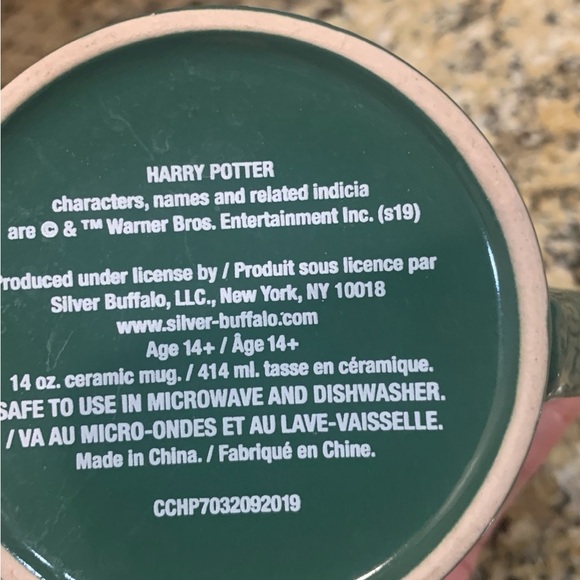 HARRY POTTER
characters, names and related indicia
are © & ™ Warner Bros. Entertainment Inc. (s19)
Produced under license by / Produit sous licence par
Silver Buffalo, LLC., New York, NY 10018
www.silver-buffalo.com
Age 14+ / Âge 14+
14 oz. ceramic mug. / 414 ml. tasse en céramique.
SAFE TO USE IN MICROWAVE AND DISHWASHER.
/ VA AU MICRO-ONDES ET AU LAVE-VAISSELLE.
Made in China. / Fabriqué en Chine.
CCHP7032092019